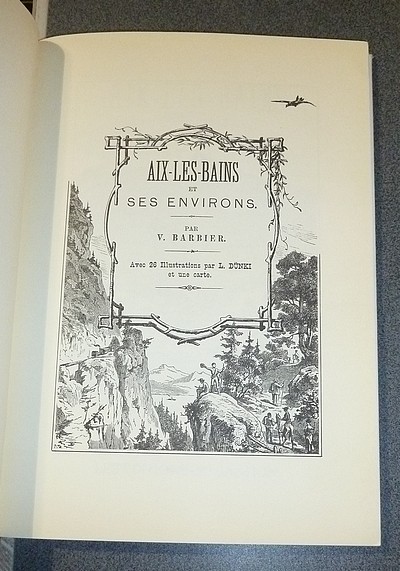 AIX-LES-BAINS
ET
SES ENVIRONS.
PAR
V. BARBIER.
Avec 26 Illustrations par L. DÜNKI
et une carte.